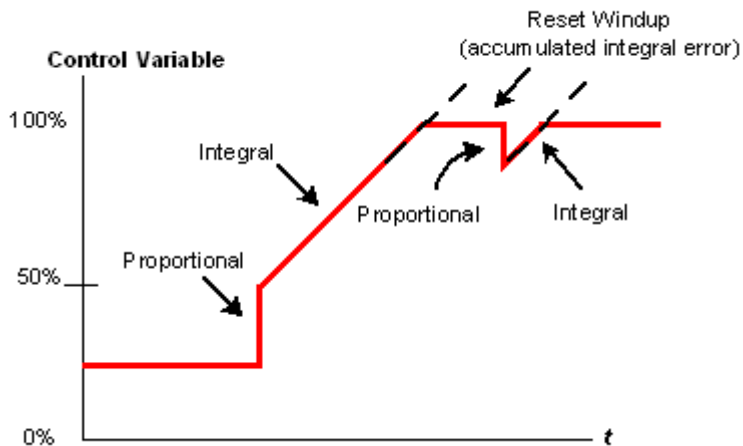 Reset Windup
(accumulated integral error)
Control Variable
100%
Integral
Proportional
Integral
Proportional
50%
0%
t